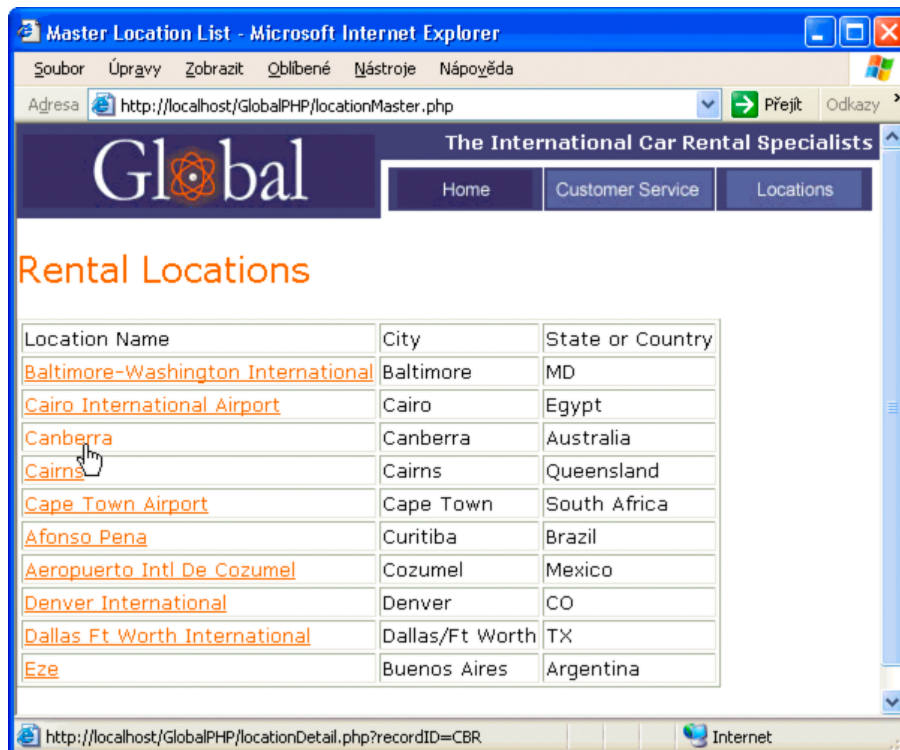 Master Location List - Microsoft Internet Explorer
Soubor Úpravy Zobrazit Oblíbené Nástroje Nápověda
Adresa http://localhost/GlobalPHP/locationMaster.php Přejít Odkazy »
Global
The International Car Rental Specialists
Home Customer Service Locations
Rental Locations
Location Name City State or Country
Baltimore-Washington International Baltimore MD
Cairo International Airport Cairo Egypt
Canberra Canberra Australia
Cairns Cairns Queensland
Cape Town Airport Cape Town South Africa
Afonso Pena Curitiba Brazil
Aeropuerto Intl De Cozumel Cozumel Mexico
Denver International Denver CO
Dallas Ft Worth International Dallas/Ft Worth TX
Eze Buenos Aires Argentina
http://localhost/GlobalPHP/locationDetail.php?recordID=CBR Internet